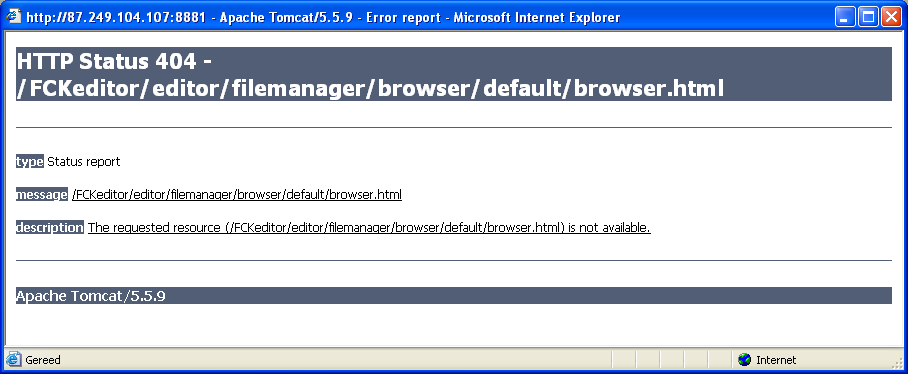 http://87.249.104.107:8881 - Apache Tomcat/5.5.9 - Error report - Microsoft Internet Explorer
HTTP Status 404 -
/FCKeditor/editor/filemanager/browser/default/browser.html
type Status report
message /FCKeditor/editor/filemanager/browser/default/browser.html
description The requested resource (/FCKeditor/editor/filemanager/browser/default/browser.html) is not available.
Apache Tomcat/5.5.9
Gereed Internet